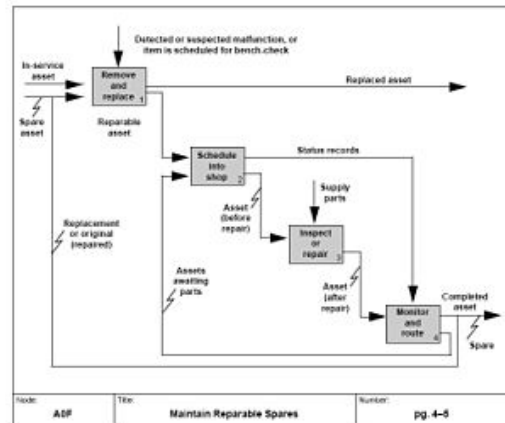 Detected or suspected malfunction, or
item is scheduled for bench-check
In-service
asset
Remove
and
replace
1
Replaced asset
Spare
asset
Reparable
asset
Schedule
into
shop
2
Status records
Supply
parts
Replacement
or original
(repaired)
Asset
(before
repair)
Inspect
or
repair
3
Assets
awaiting
parts
Asset
(after
repair)
Monitor
and
route
4
Completed
asset
Spare
Node:
A0F
Title:
Maintain Reparable Spares
Number:
pg. 4–5